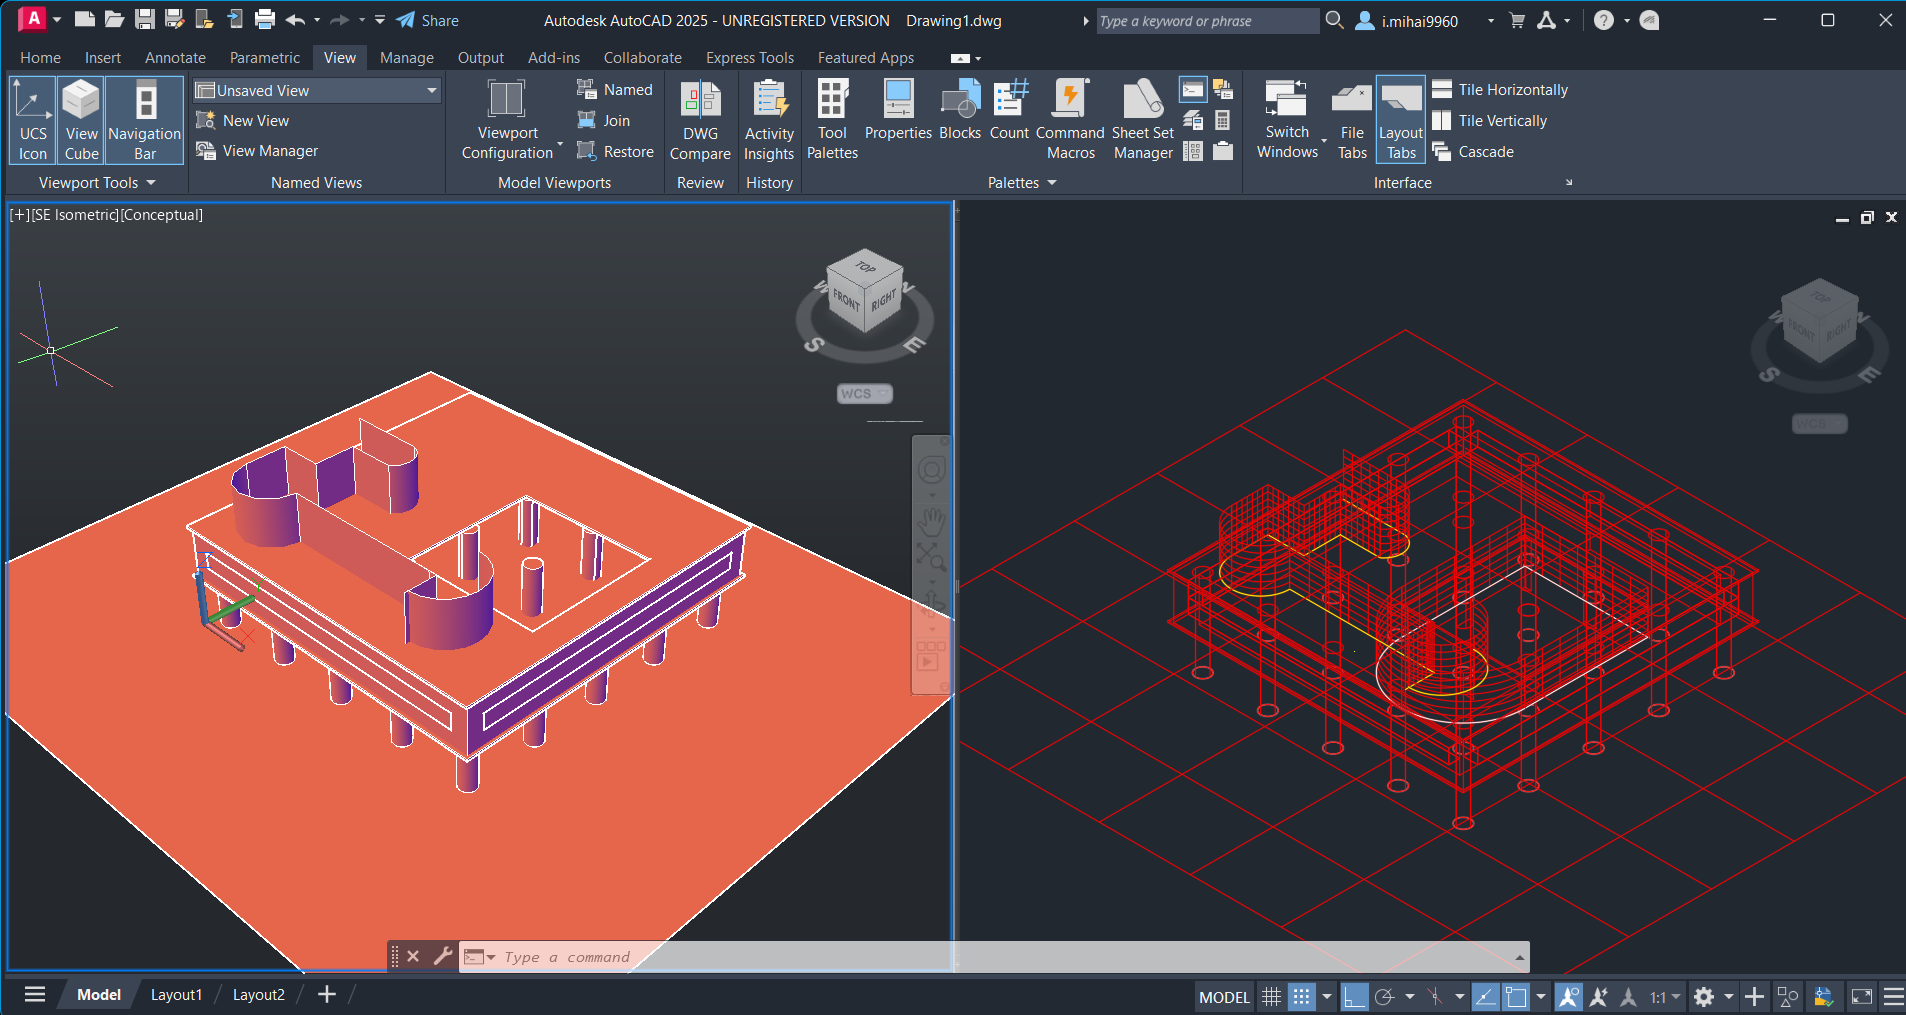 A
Share
Autodesk AutoCAD 2025 - UNREGISTERED VERSION Drawing1.dwg
Type a keyword or phrase
i.mihai9960
?
Home Insert Annotate Parametric View Manage Output Add-ins Collaborate Express Tools Featured Apps
UCS Icon
View Cube
Navigation Bar
Viewport Tools
Unsaved View
New View
View Manager
Named Views
Viewport Configuration
Named
Join
Restore
Model Viewports
DWG Compare
Review
Activity Insights
History
Tool Palettes
Properties
Blocks
Count
Command Macros
Sheet Set Manager
Palettes
Switch Windows
File Tabs
Layout Tabs
Tile Horizontally
Tile Vertically
Cascade
Interface
[+][SE Isometric][Conceptual]
TOP
FRONT
RIGHT
W
N
S
E
WCS
TOP
FRONT
RIGHT
W
N
S
E
WCS
Z
Y
X
Type a command
Model Layout1 Layout2
MODEL
1:1